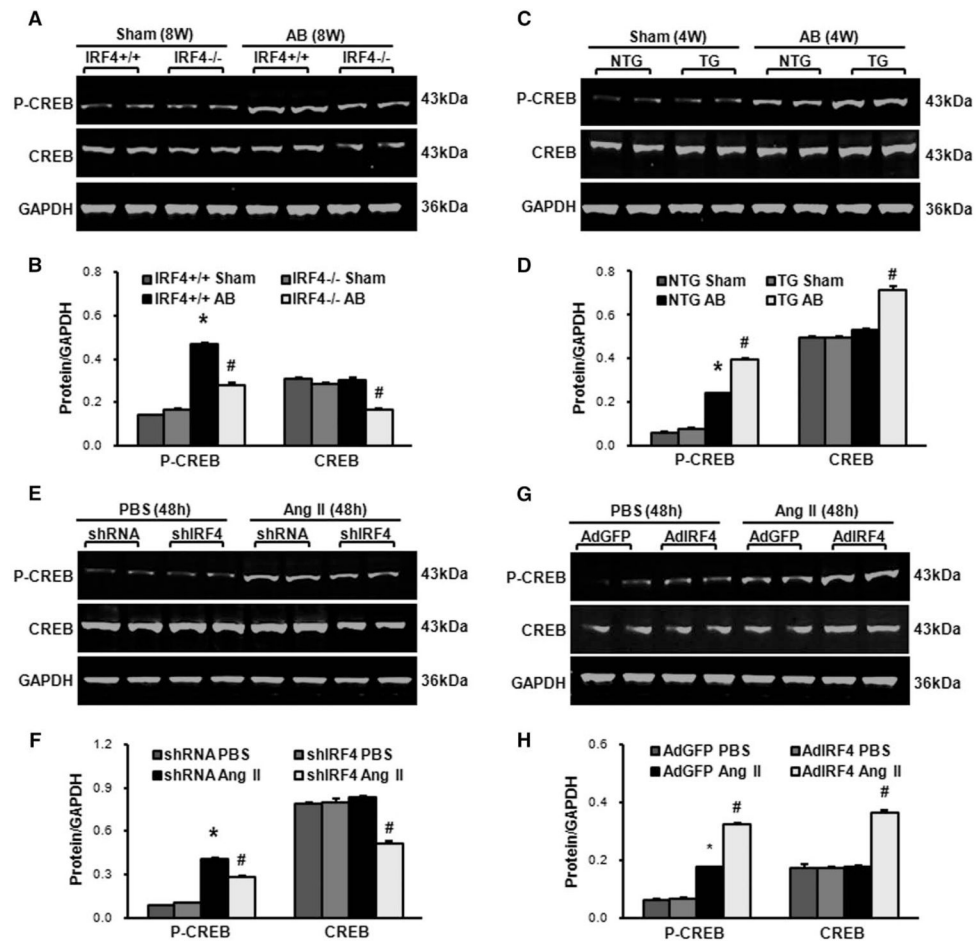 A
Sham (8W) AB (8W)
IRF4+/+ IRF4-/- IRF4+/+ IRF4-/-
P-CREB 43kDa
CREB 43kDa
GAPDH 36kDa
B
Protein/GAPDH
0.8
0.6
0.4
0.2
0.0
IRF4+/+ Sham IRF4-/- Sham
IRF4+/+ AB IRF4-/- AB
*
#
#
P-CREB CREB
C
Sham (4W) AB (4W)
NTG TG NTG TG
P-CREB 43kDa
CREB 43kDa
GAPDH 36kDa
D
Protein/GAPDH
0.8
0.6
0.4
0.2
0.0
NTG Sham TG Sham
NTG AB TG AB
*
#
#
P-CREB CREB
E
PBS (48h) Ang II (48h)
shRNA shIRF4 shRNA shIRF4
P-CREB 43kDa
CREB 43kDa
GAPDH 36kDa
F
Protein/GAPDH
1.2
0.9
0.6
0.3
0.0
shRNA PBS shIRF4 PBS
shRNA Ang II shIRF4 Ang II
*
#
#
P-CREB CREB
G
PBS (48h) Ang II (48h)
AdGFP AdIRF4 AdGFP AdIRF4
P-CREB 43kDa
CREB 43kDa
GAPDH 36kDa
H
Protein/GAPDH
0.6
0.4
0.2
0.0
AdGFP PBS AdIRF4 PBS
AdGFP Ang II AdIRF4 Ang II
*
#
#
P-CREB CREB